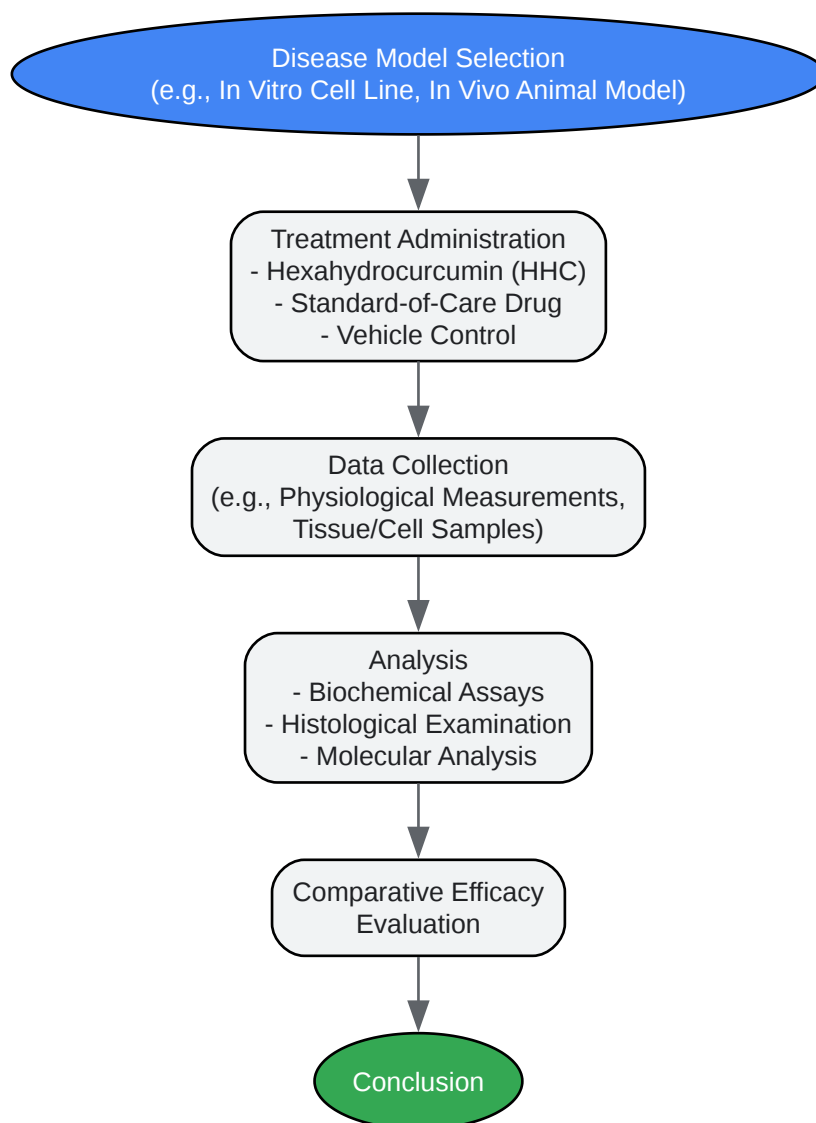 Disease Model Selection
(e.g., In Vitro Cell Line, In Vivo Animal Model)
Treatment Administration
- Hexahydrocurcumin (HHC)
- Standard-of-Care Drug
- Vehicle Control
Data Collection
(e.g., Physiological Measurements,
Tissue/Cell Samples)
Analysis
- Biochemical Assays
- Histological Examination
- Molecular Analysis
Comparative Efficacy
Evaluation
Conclusion